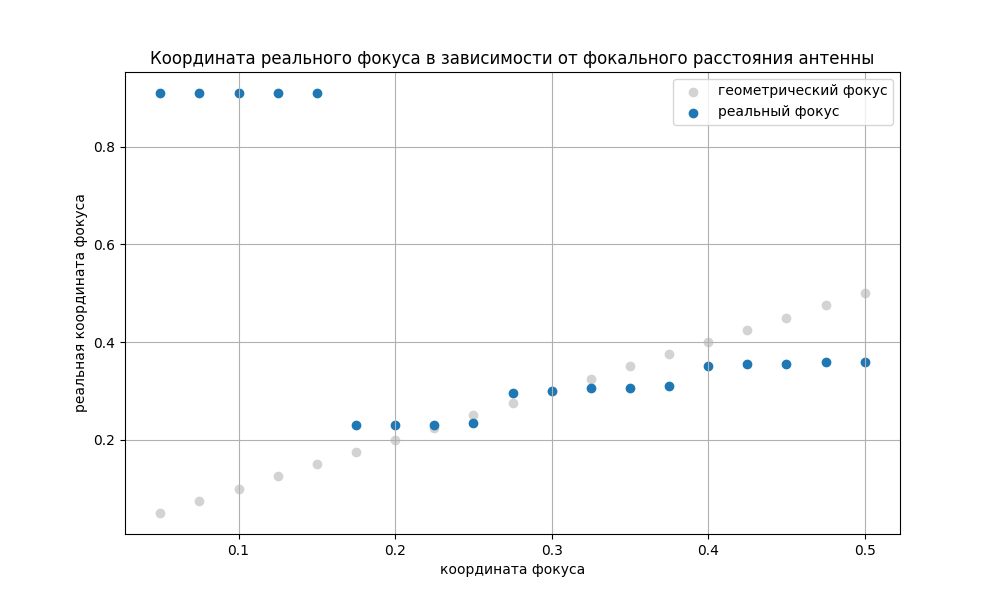 Координата реального фокуса в зависимости от фокального расстояния антенны
геометрический фокус
реальный фокус
реальная координата фокуса
0.8
0.6
0.4
0.2
0.1 0.2 0.3 0.4 0.5
координата фокуса